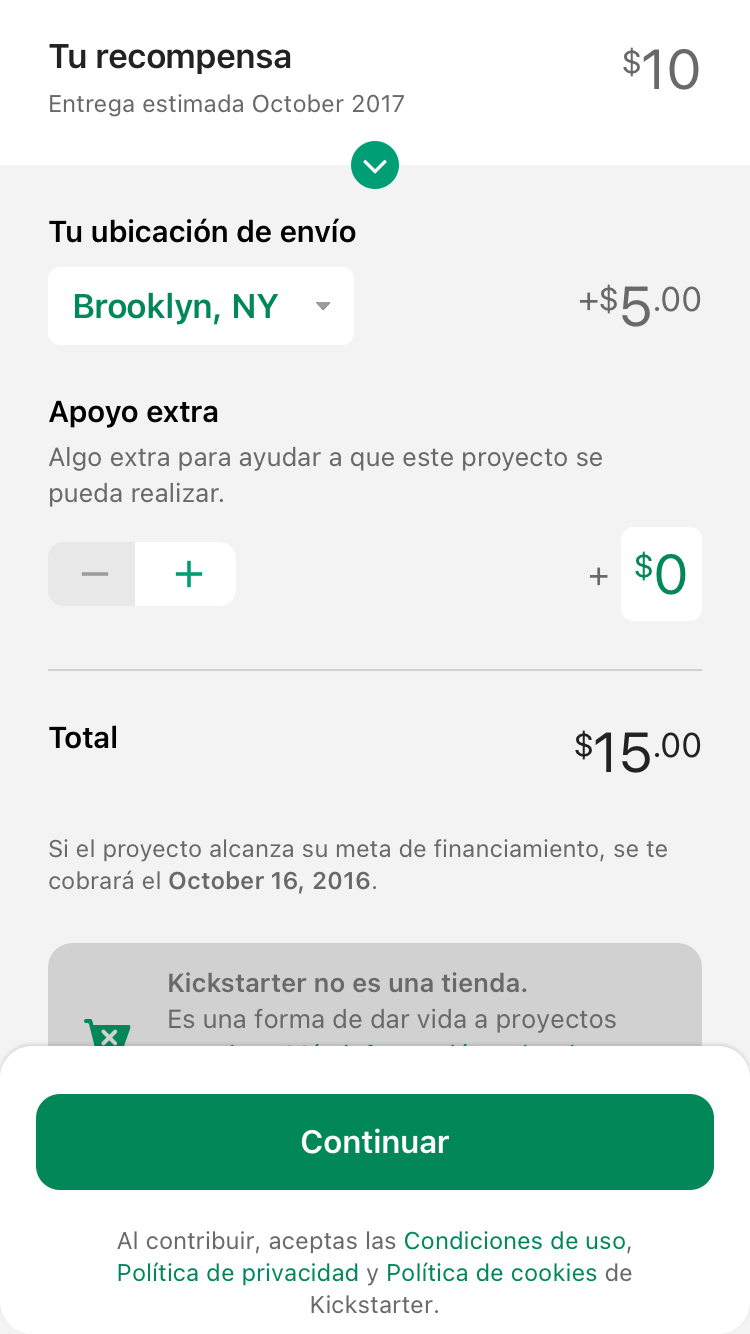 Tu recompensa
$10
Entrega estimada October 2017
Tu ubicación de envío
Brooklyn, NY
+$5.00
Apoyo extra
Algo extra para ayudar a que este proyecto se
pueda realizar.
+ $0
Total
$15.00
Si el proyecto alcanza su meta de financiamiento, se te
cobrará el October 16, 2016.
Kickstarter no es una tienda.
Es una forma de dar vida a proyectos
Continuar
Al contribuir, aceptas las Condiciones de uso,
Política de privacidad y Política de cookies de
Kickstarter.